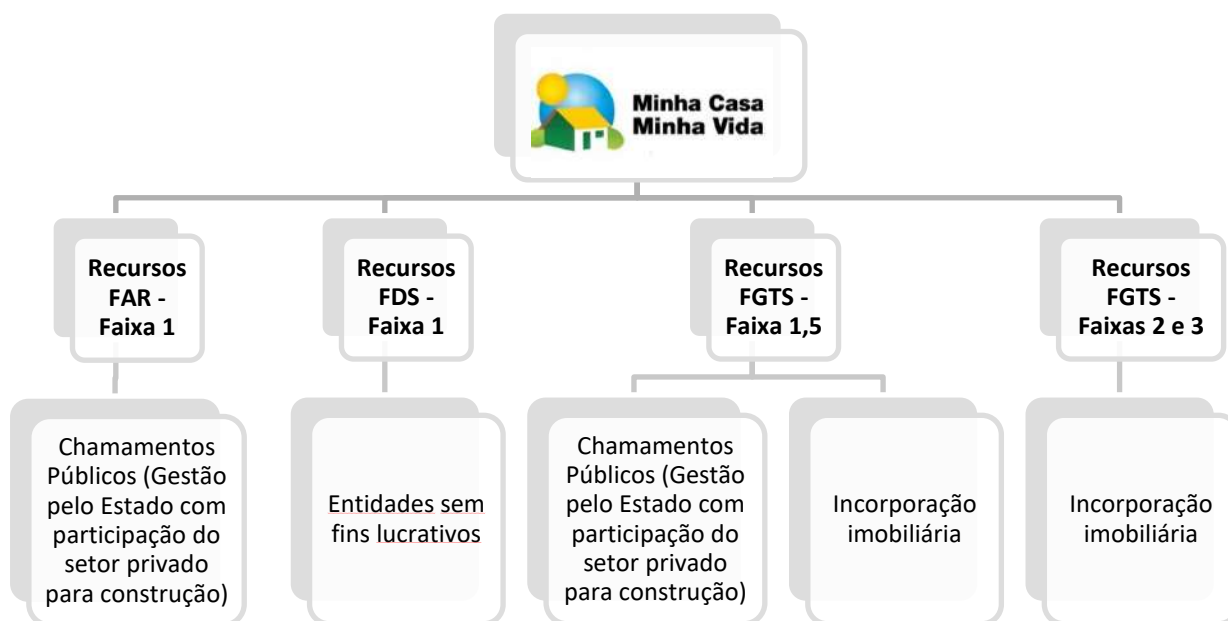 Minha Casa
Minha Vida
Recursos
FAR -
Faixa 1
Recursos
FDS -
Faixa 1
Recursos
FGTS -
Faixa 1,5
Recursos
FGTS -
Faixas 2 e 3
Chamamentos
Públicos (Gestão
pelo Estado com
participação do
setor privado
para construção)
Entidades sem
fins lucrativos
Chamamentos
Públicos (Gestão
pelo Estado com
participação do
setor privado
para construção)
Incorporação
imobiliária
Incorporação
imobiliária